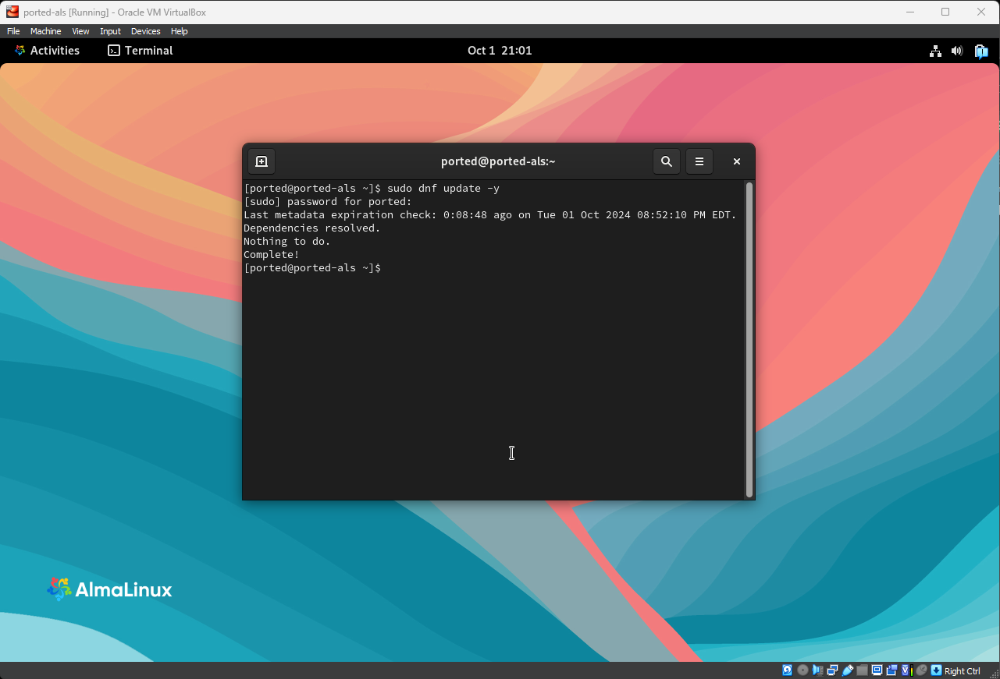 ported-als [Running] - Oracle VM VirtualBox
File Machine View Input Devices Help
Activities Terminal Oct 1 21:01
ported@ported-als:~
[ported@ported-als ~]$ sudo dnf update -y
[sudo] password for ported:
Last metadata expiration check: 0:08:48 ago on Tue 01 Oct 2024 08:52:10 PM EDT.
Dependencies resolved.
Nothing to do.
Complete!
[ported@ported-als ~]$
AlmaLinux
Right Ctrl